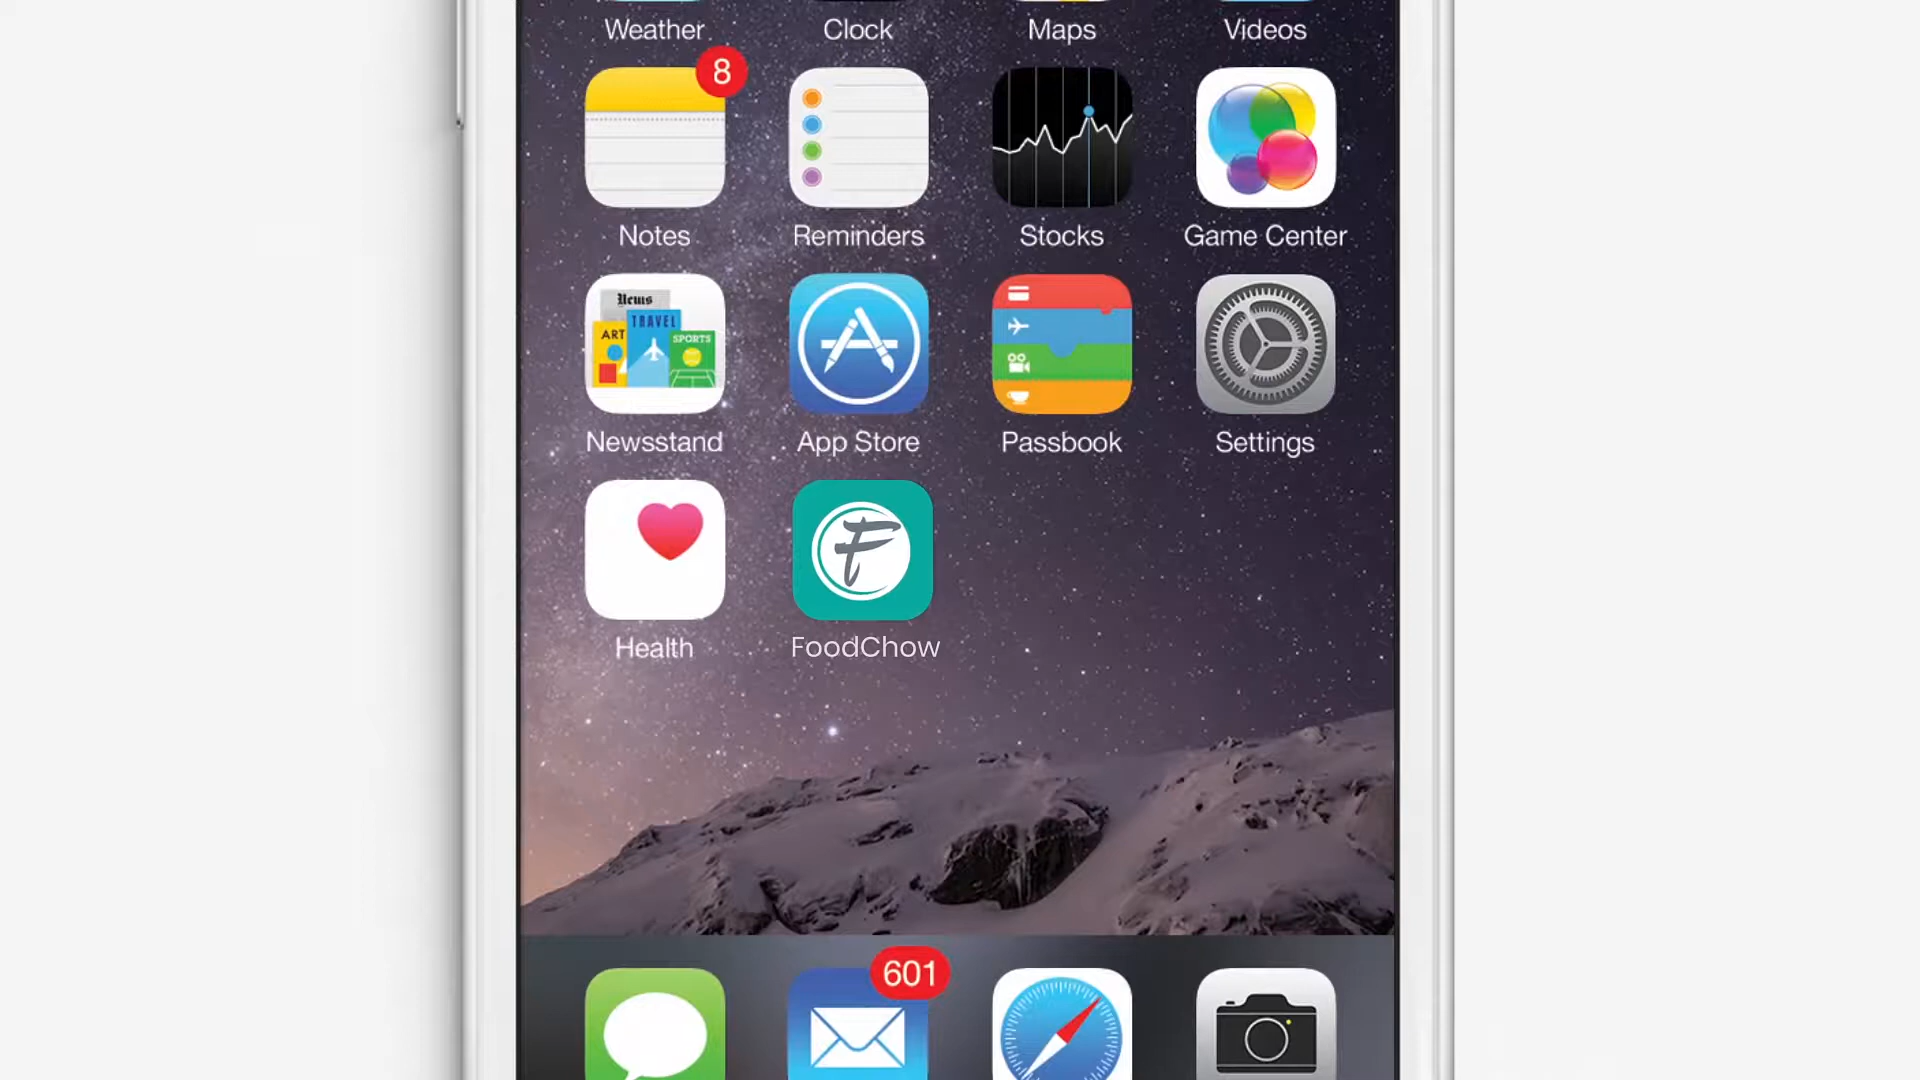 Weather
Clock
Maps
Videos
8
Notes
Reminders
Stocks
Game Center
News
ART
TRAVEL
SPORTS
Newsstand
App Store
Passbook
Settings
F
Health
FoodChow
601